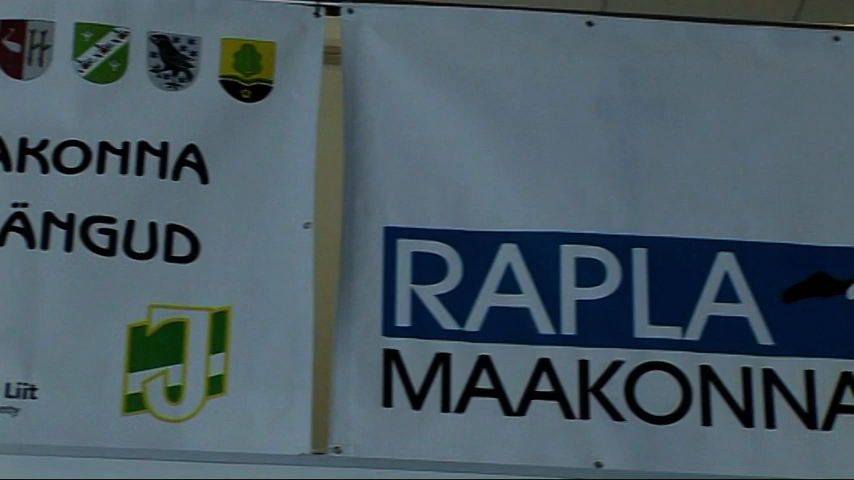 AKONNA
ÄNGUD
J
Liit
RAPLA
MAAKONNA